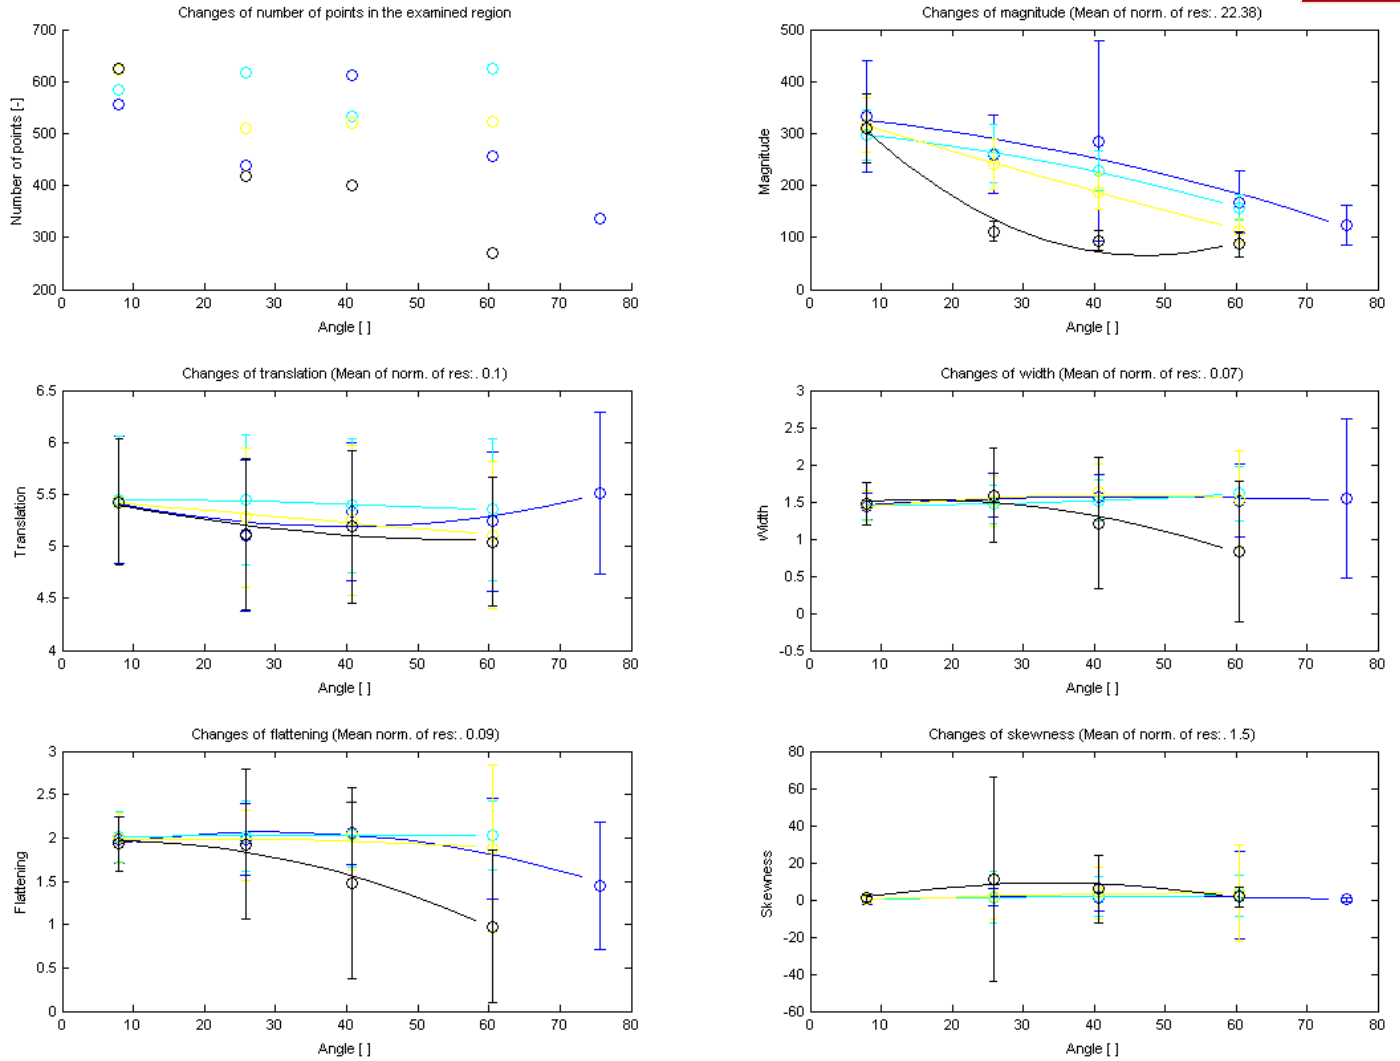 Changes of number of points in the examined region
700
600
500
400
300
200
Number of points [-]
0 10 20 30 40 50 60 70 80
Angle [ ]
Changes of magnitude (Mean of norm. of res:. 22.38)
500
400
300
200
100
0
Magnitude
0 10 20 30 40 50 60 70 80
Angle [ ]
Changes of translation (Mean of norm. of res:. 0.1)
6.5
6
5.5
5
4.5
4
Translation
0 10 20 30 40 50 60 70 80
Angle [ ]
Changes of width (Mean of norm. of res:. 0.07)
3
2.5
2
1.5
1
0.5
0
-0.5
Width
0 10 20 30 40 50 60 70 80
Angle [ ]
Changes of flattening (Mean norm. of res:. 0.09)
3
2.5
2
1.5
1
0.5
0
Flattening
0 10 20 30 40 50 60 70 80
Angle [ ]
Changes of skewness (Mean of norm. of res:. 1.5)
80
60
40
20
0
-20
-40
-60
Skewness
0 10 20 30 40 50 60 70 80
Angle [ ]